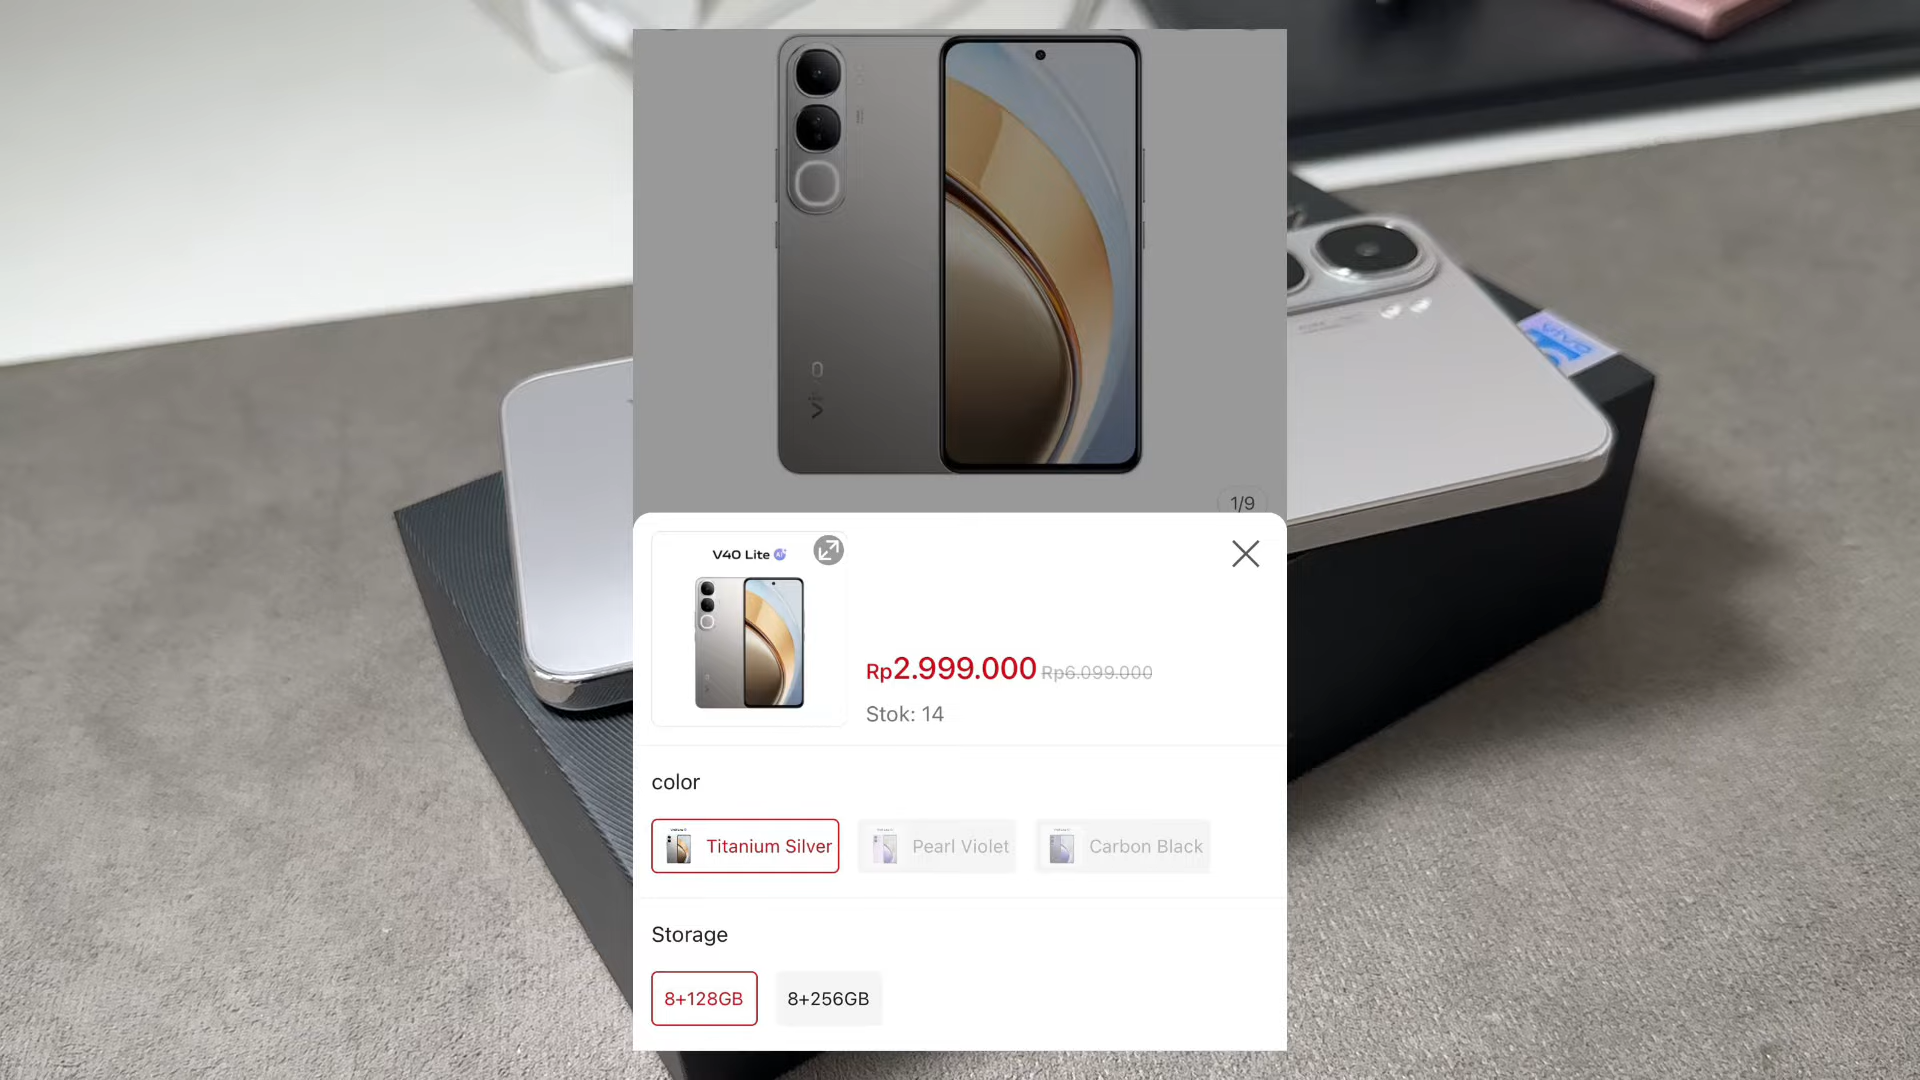 vivo
1/9
V40 Lite
Rp2.999.000 Rp6.099.000
Stok: 14
color
Titanium Silver
Pearl Violet
Carbon Black
Storage
8+128GB
8+256GB